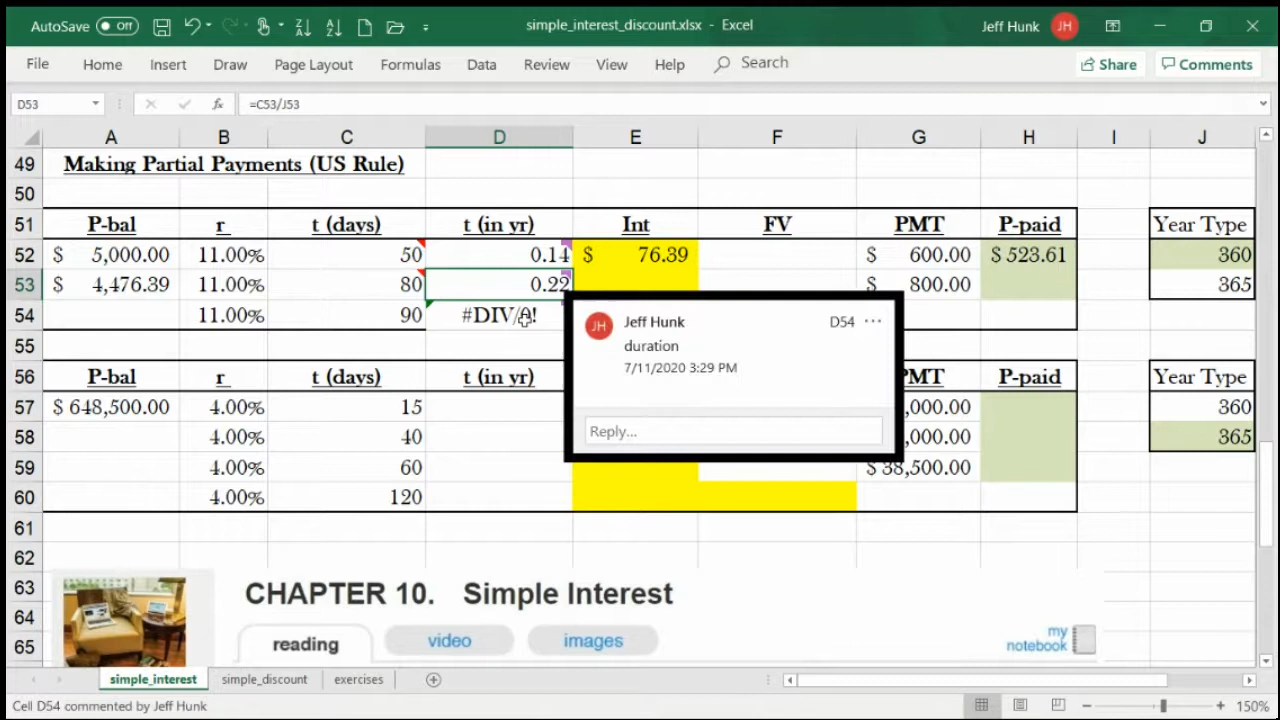 AutoSave Off simple_interest_discount.xlsx - Excel Jeff Hunk JH
File Home Insert Draw Page Layout Formulas Data Review View Help Search Share Comments
D53 fx =C53/J53
A B C D E F G H I J
49 Making Partial Payments (US Rule)
50
51 P-bal r t (days) t (in yr) Int FV PMT P-paid Year Type
52 $ 5,000.00 11.00% 50 0.14 $ 76.39 $ 600.00 $ 523.61 360
53 $ 4,476.39 11.00% 80 0.22 $ 800.00 365
54 11.00% 90 #DIV/0!
JH Jeff Hunk D54 ...
duration
7/11/2020 3:29 PM
Reply...
55
56 P-bal r t (days) t (in yr) PMT P-paid Year Type
57 $ 648,500.00 4.00% 15 ,000.00 360
58 4.00% 40 ,000.00 365
59 4.00% 60 $ 38,500.00
60 4.00% 120
61
62
63 CHAPTER 10. Simple Interest
64
65 reading video images my notebook
simple_interest simple_discount exercises
Cell D54 commented by Jeff Hunk 150%